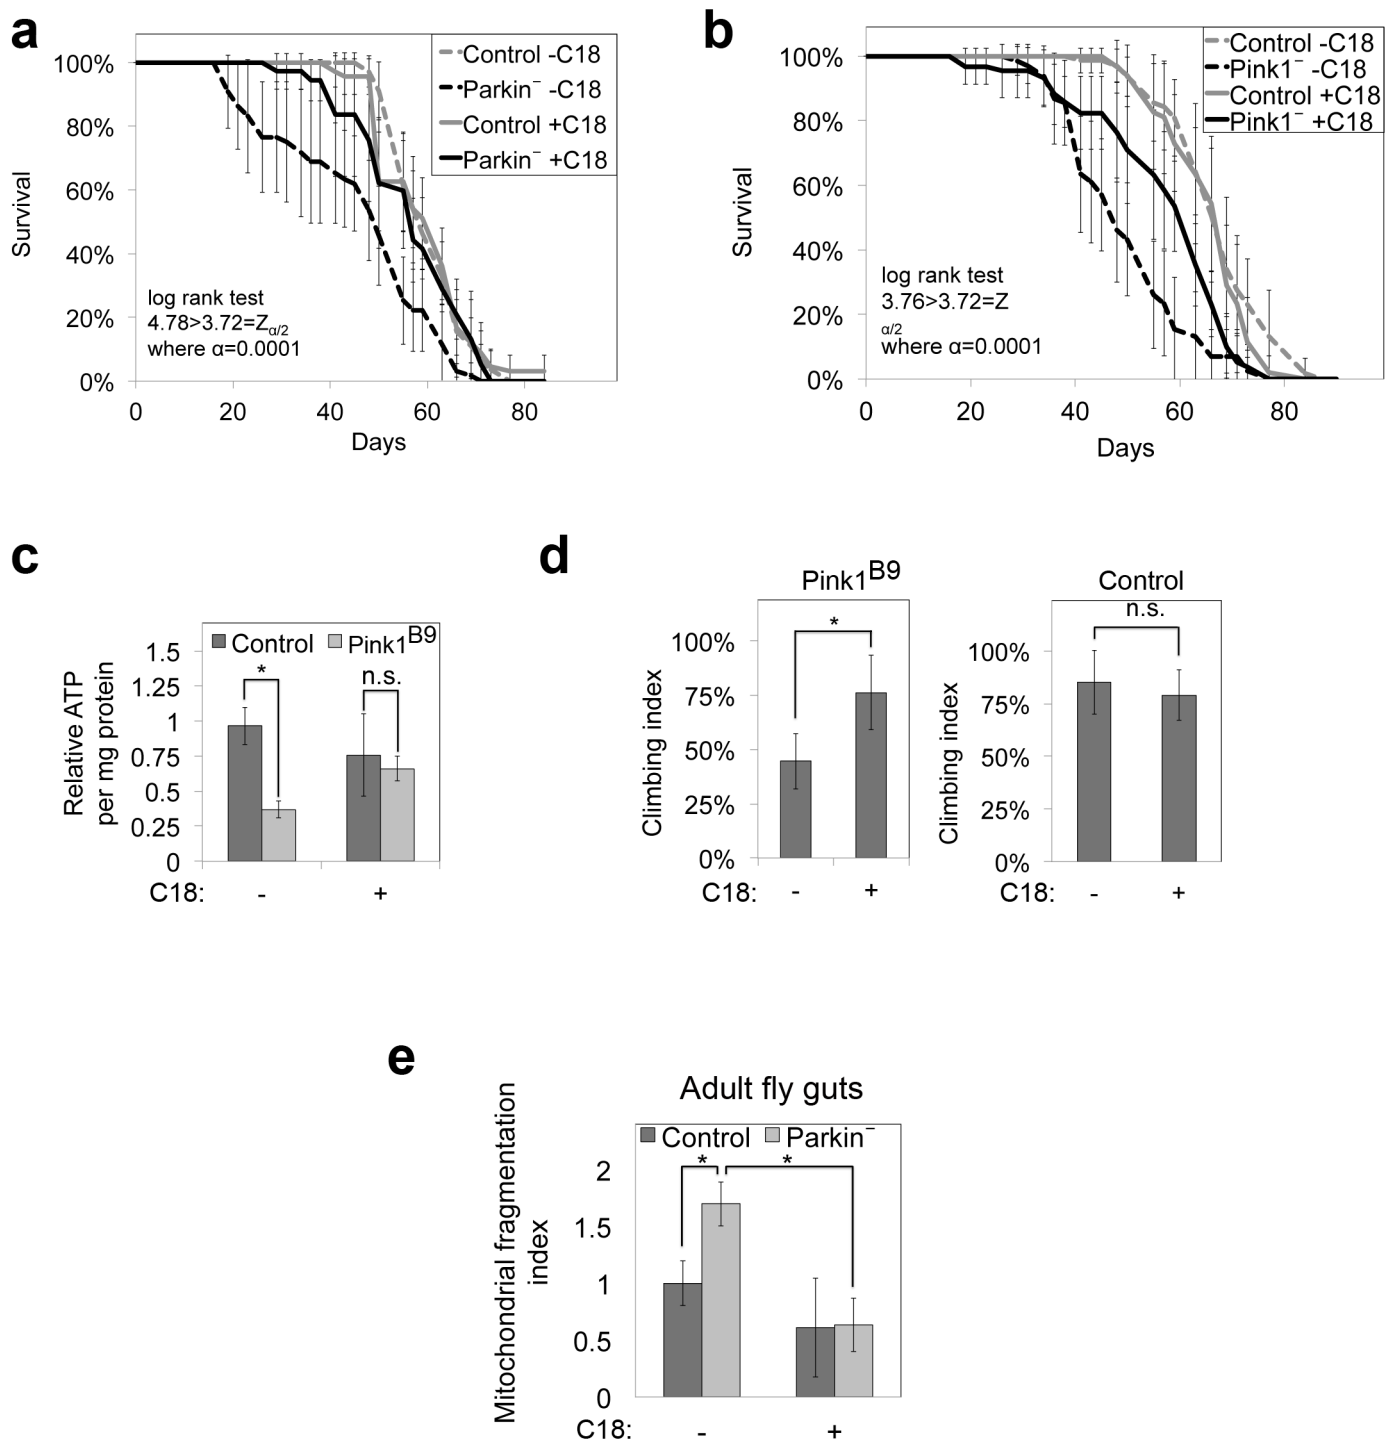 a
Control -C18
Parkin⁻ -C18
Control +C18
Parkin⁻ +C18
100%
80%
60%
40%
20%
0%
Survival
log rank test
4.78>3.72=Zα/2
where α=0.0001
0 20 40 60 80
Days
b
Control -C18
Pink1⁻ -C18
Control +C18
Pink1⁻ +C18
100%
80%
60%
40%
20%
0%
Survival
log rank test
3.76>3.72=Z
α/2
where α=0.0001
0 20 40 60 80
Days
c
Control Pink1B9
1.5
1.25
1
0.75
0.5
0.25
0
Relative ATP
per mg protein
*
n.s.
C18: - +
d
Pink1B9
100%
75%
50%
25%
0%
Climbing index
*
C18: - +
Control
n.s.
100%
75%
50%
25%
0%
Climbing index
- +
e
Adult fly guts
Control Parkin⁻
* *
2
1.5
1
0.5
0
Mitochondrial fragmentation
index
C18: - +